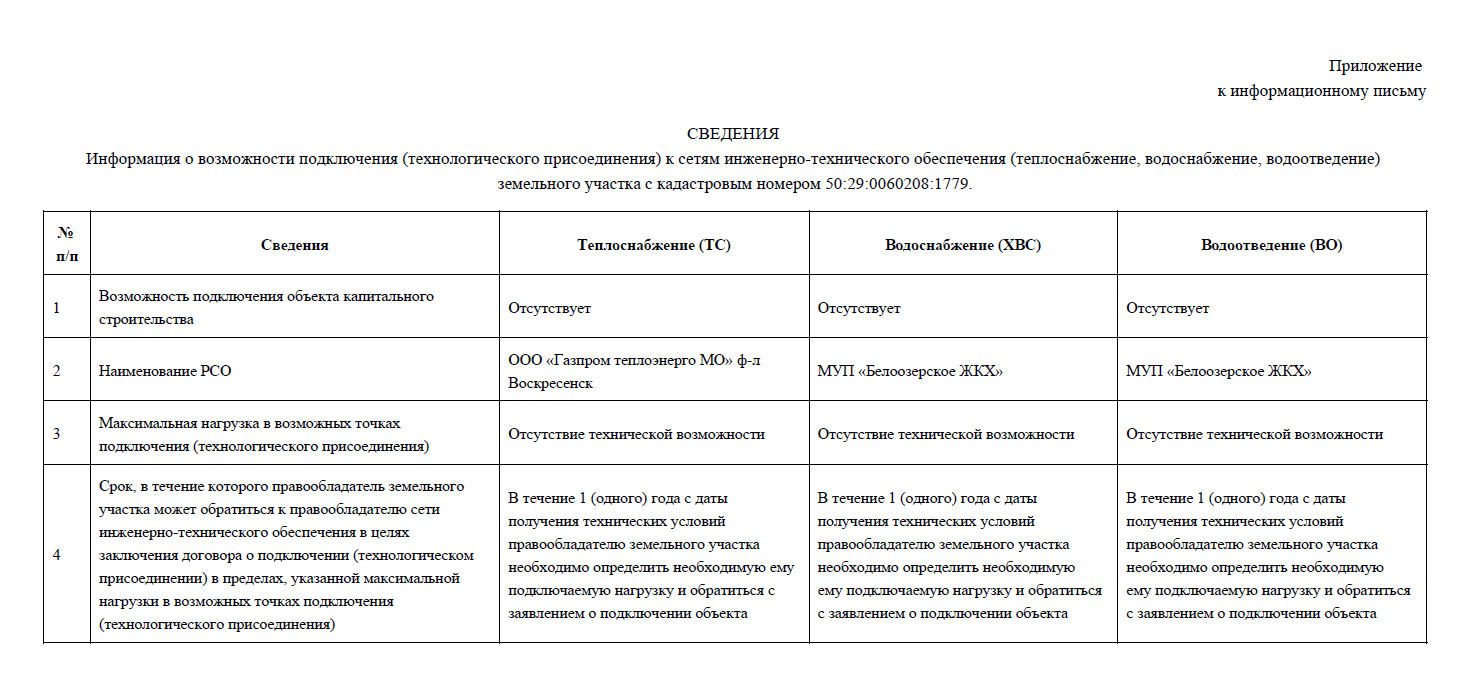 Приложение
к информационному письму
СВЕДЕНИЯ
Информация о возможности подключения (технологического присоединения) к сетям инженерно-технического обеспечения (теплоснабжение, водоснабжение, водоотведение)
земельного участка с кадастровым номером 50:29:0060208:1779.
№
п/п
Сведения
Теплоснабжение (ТС)
Водоснабжение (ХВС)
Водоотведение (ВО)
1
Возможность подключения объекта капитального
строительства
Отсутствует
Отсутствует
Отсутствует
2
Наименование РСО
ООО «Газпром теплоэнерго МО» ф-л
Воскресенск
МУП «Белоозерское ЖКХ»
МУП «Белоозерское ЖКХ»
3
Максимальная нагрузка в возможных точках
подключения (технологического присоединения)
Отсутствие технической возможности
Отсутствие технической возможности
Отсутствие технической возможности
4
Срок, в течение которого правообладатель земельного
участка может обратиться к правообладателю сети
инженерно-технического обеспечения в целях
заключения договора о подключении (технологическом
присоединении) в пределах, указанной максимальной
нагрузки в возможных точках подключения
(технологического присоединения)
В течение 1 (одного) года с даты
получения технических условий
правообладателю земельного участка
необходимо определить необходимую ему
подключаемую нагрузку и обратиться с
заявлением о подключении объекта
В течение 1 (одного) года с даты
получения технических условий
правообладателю земельного участка
необходимо определить необходимую
ему подключаемую нагрузку и обратиться
с заявлением о подключении объекта
В течение 1 (одного) года с даты
получения технических условий
правообладателю земельного участка
необходимо определить необходимую
ему подключаемую нагрузку и обратиться
с заявлением о подключении объекта